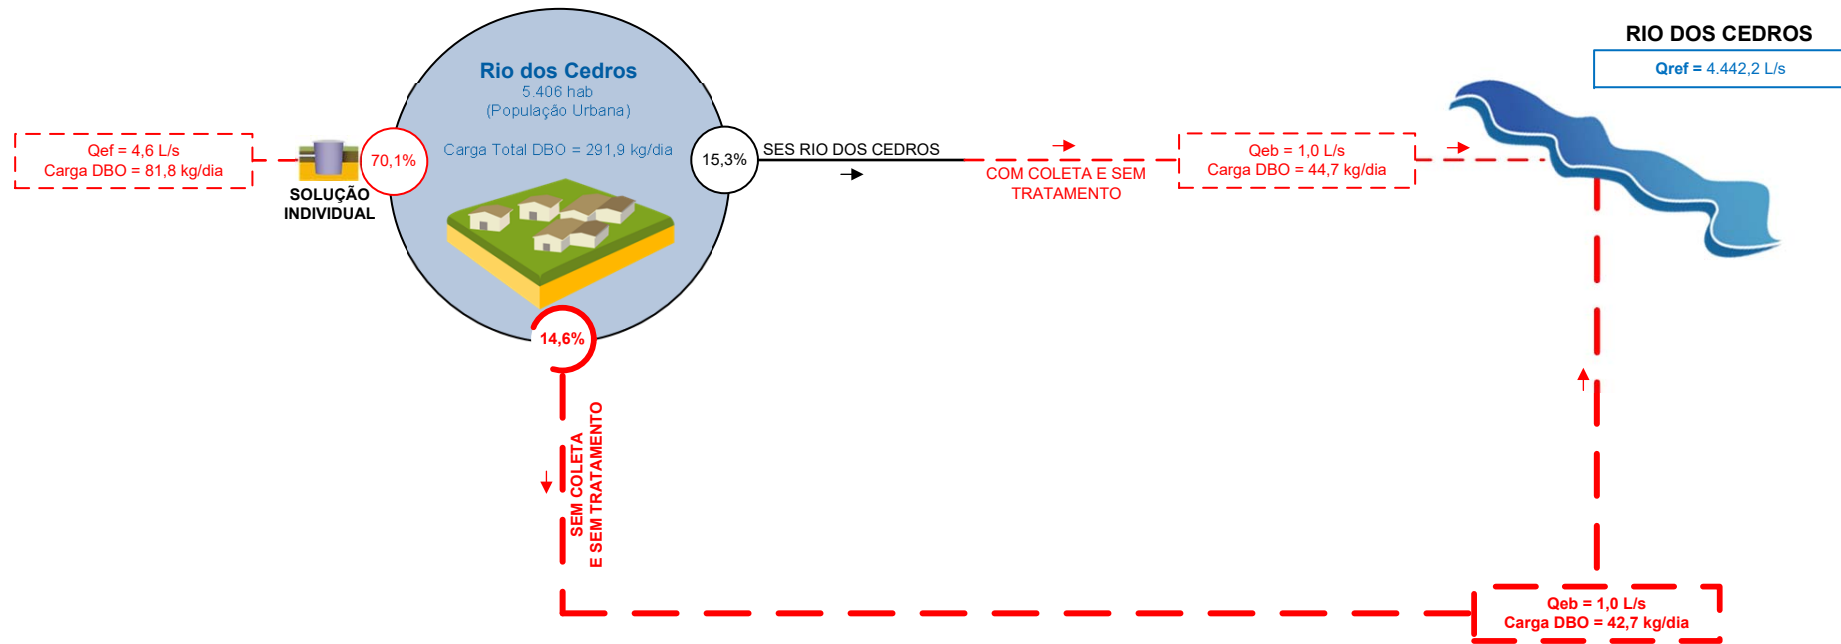 RIO DOS CEDROS
Qref = 4.442,2 L/s
Rio dos Cedros
5.406 hab
(População Urbana)
Carga Total DBO = 291,9 kg/dia
Qef = 4,6 L/s
Carga DBO = 81,8 kg/dia
SOLUÇÃO
INDIVIDUAL
70,1%
15,3%
SES RIO DOS CEDROS
COM COLETA E SEM
TRATAMENTO
Qeb = 1,0 L/s
Carga DBO = 44,7 kg/dia
14,6%
SEM COLETA
E SEM TRATAMENTO
Qeb = 1,0 L/s
Carga DBO = 42,7 kg/dia